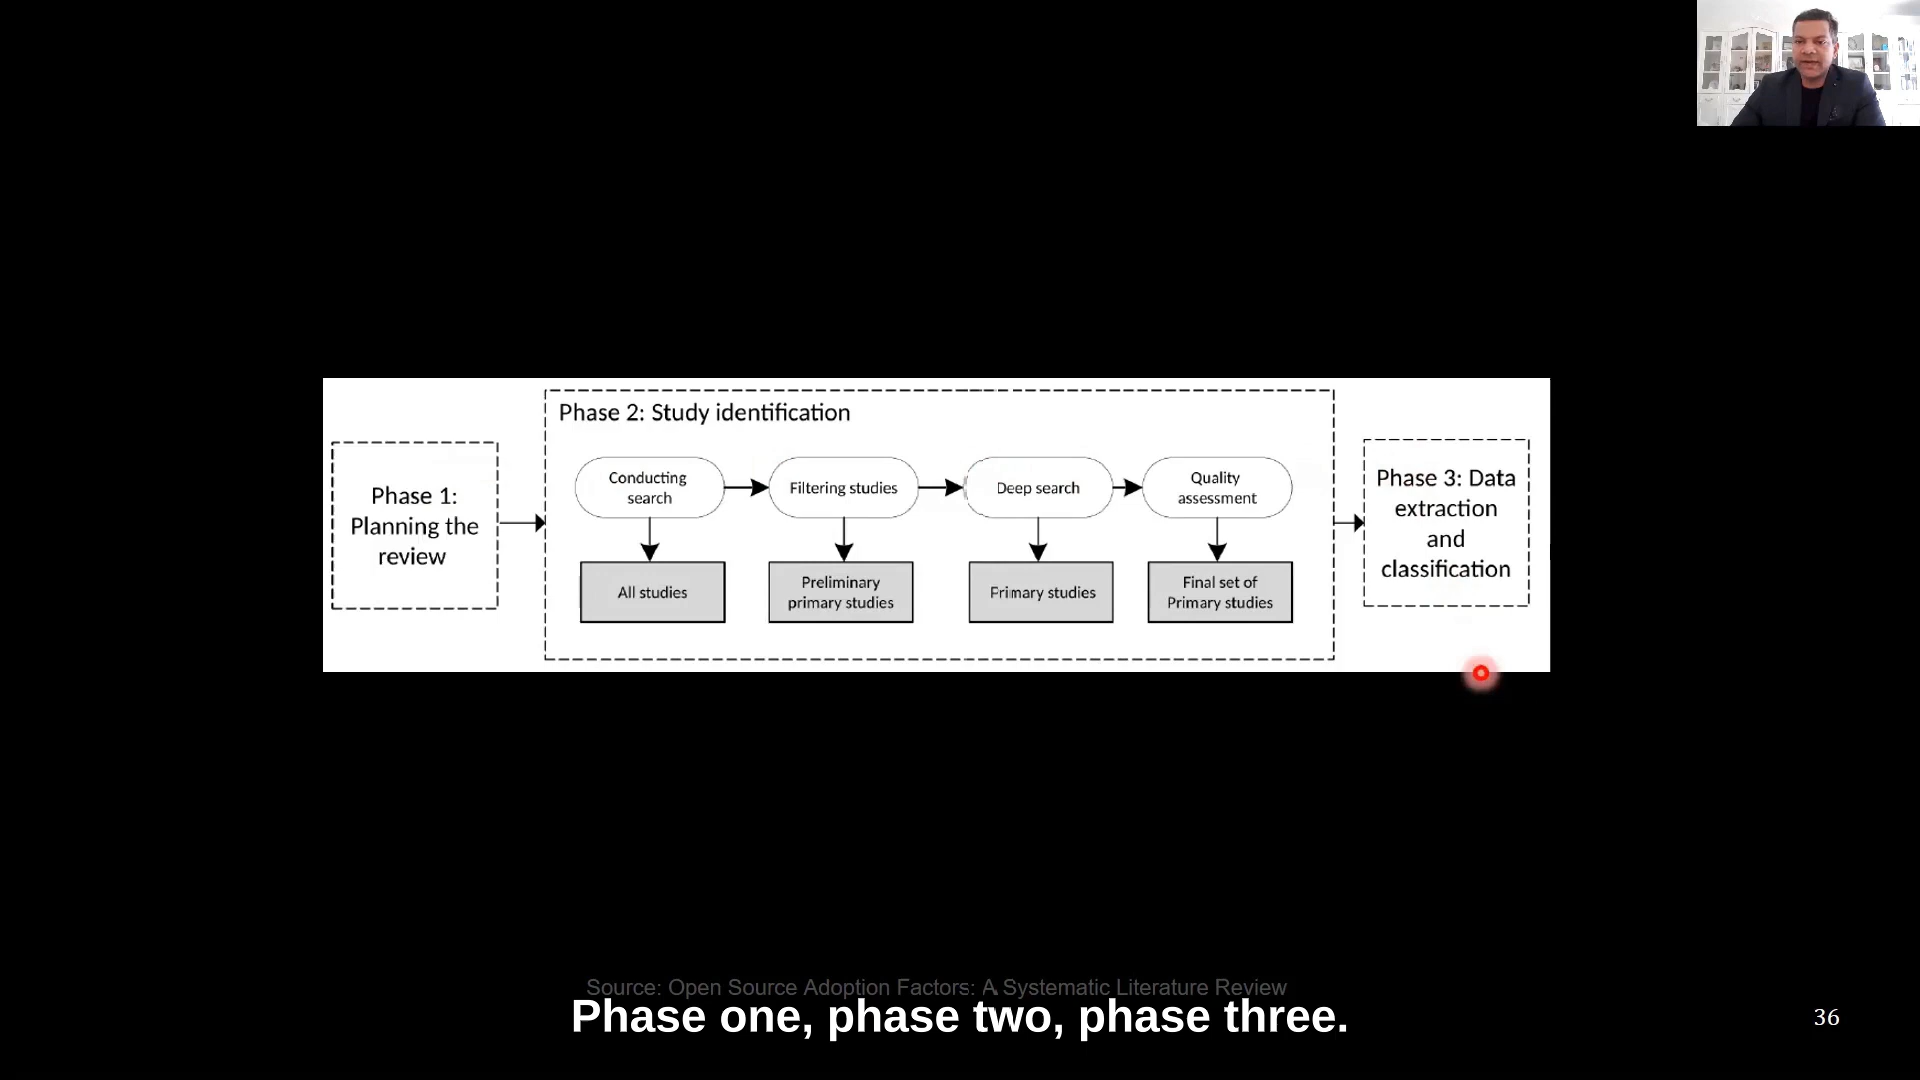 Phase 2: Study identification
Phase 1:
Planning the
review
Conducting
search
Filtering studies
Deep search
Quality
assessment
All studies
Preliminary
primary studies
Primary studies
Final set of
Primary studies
Phase 3: Data
extraction
and
classification
Source: Open Source Adoption Factors: A Systematic Literature Review
Phase one, phase two, phase three.
36